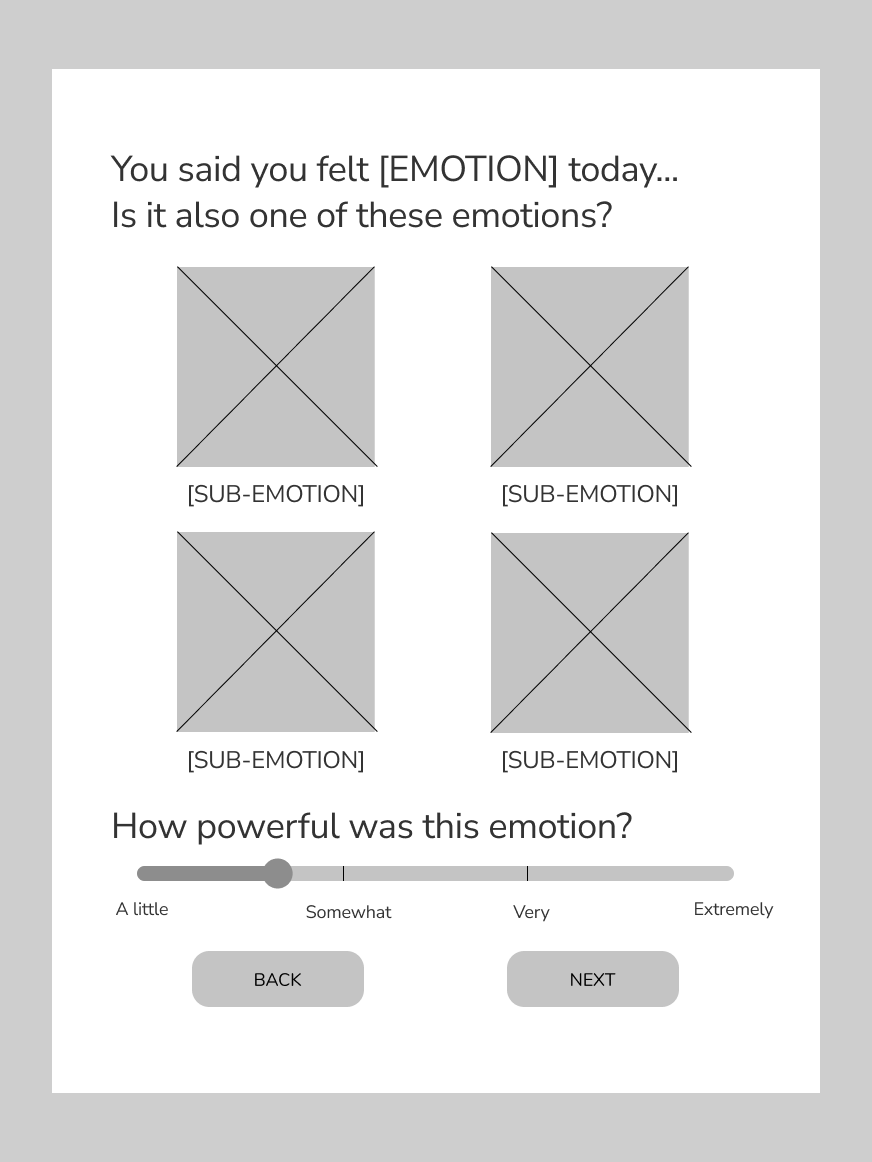 You said you felt [EMOTION] today...
Is it also one of these emotions?
[SUB-EMOTION]
[SUB-EMOTION]
[SUB-EMOTION]
[SUB-EMOTION]
How powerful was this emotion?
A little
Somewhat
Very
Extremely
BACK
NEXT